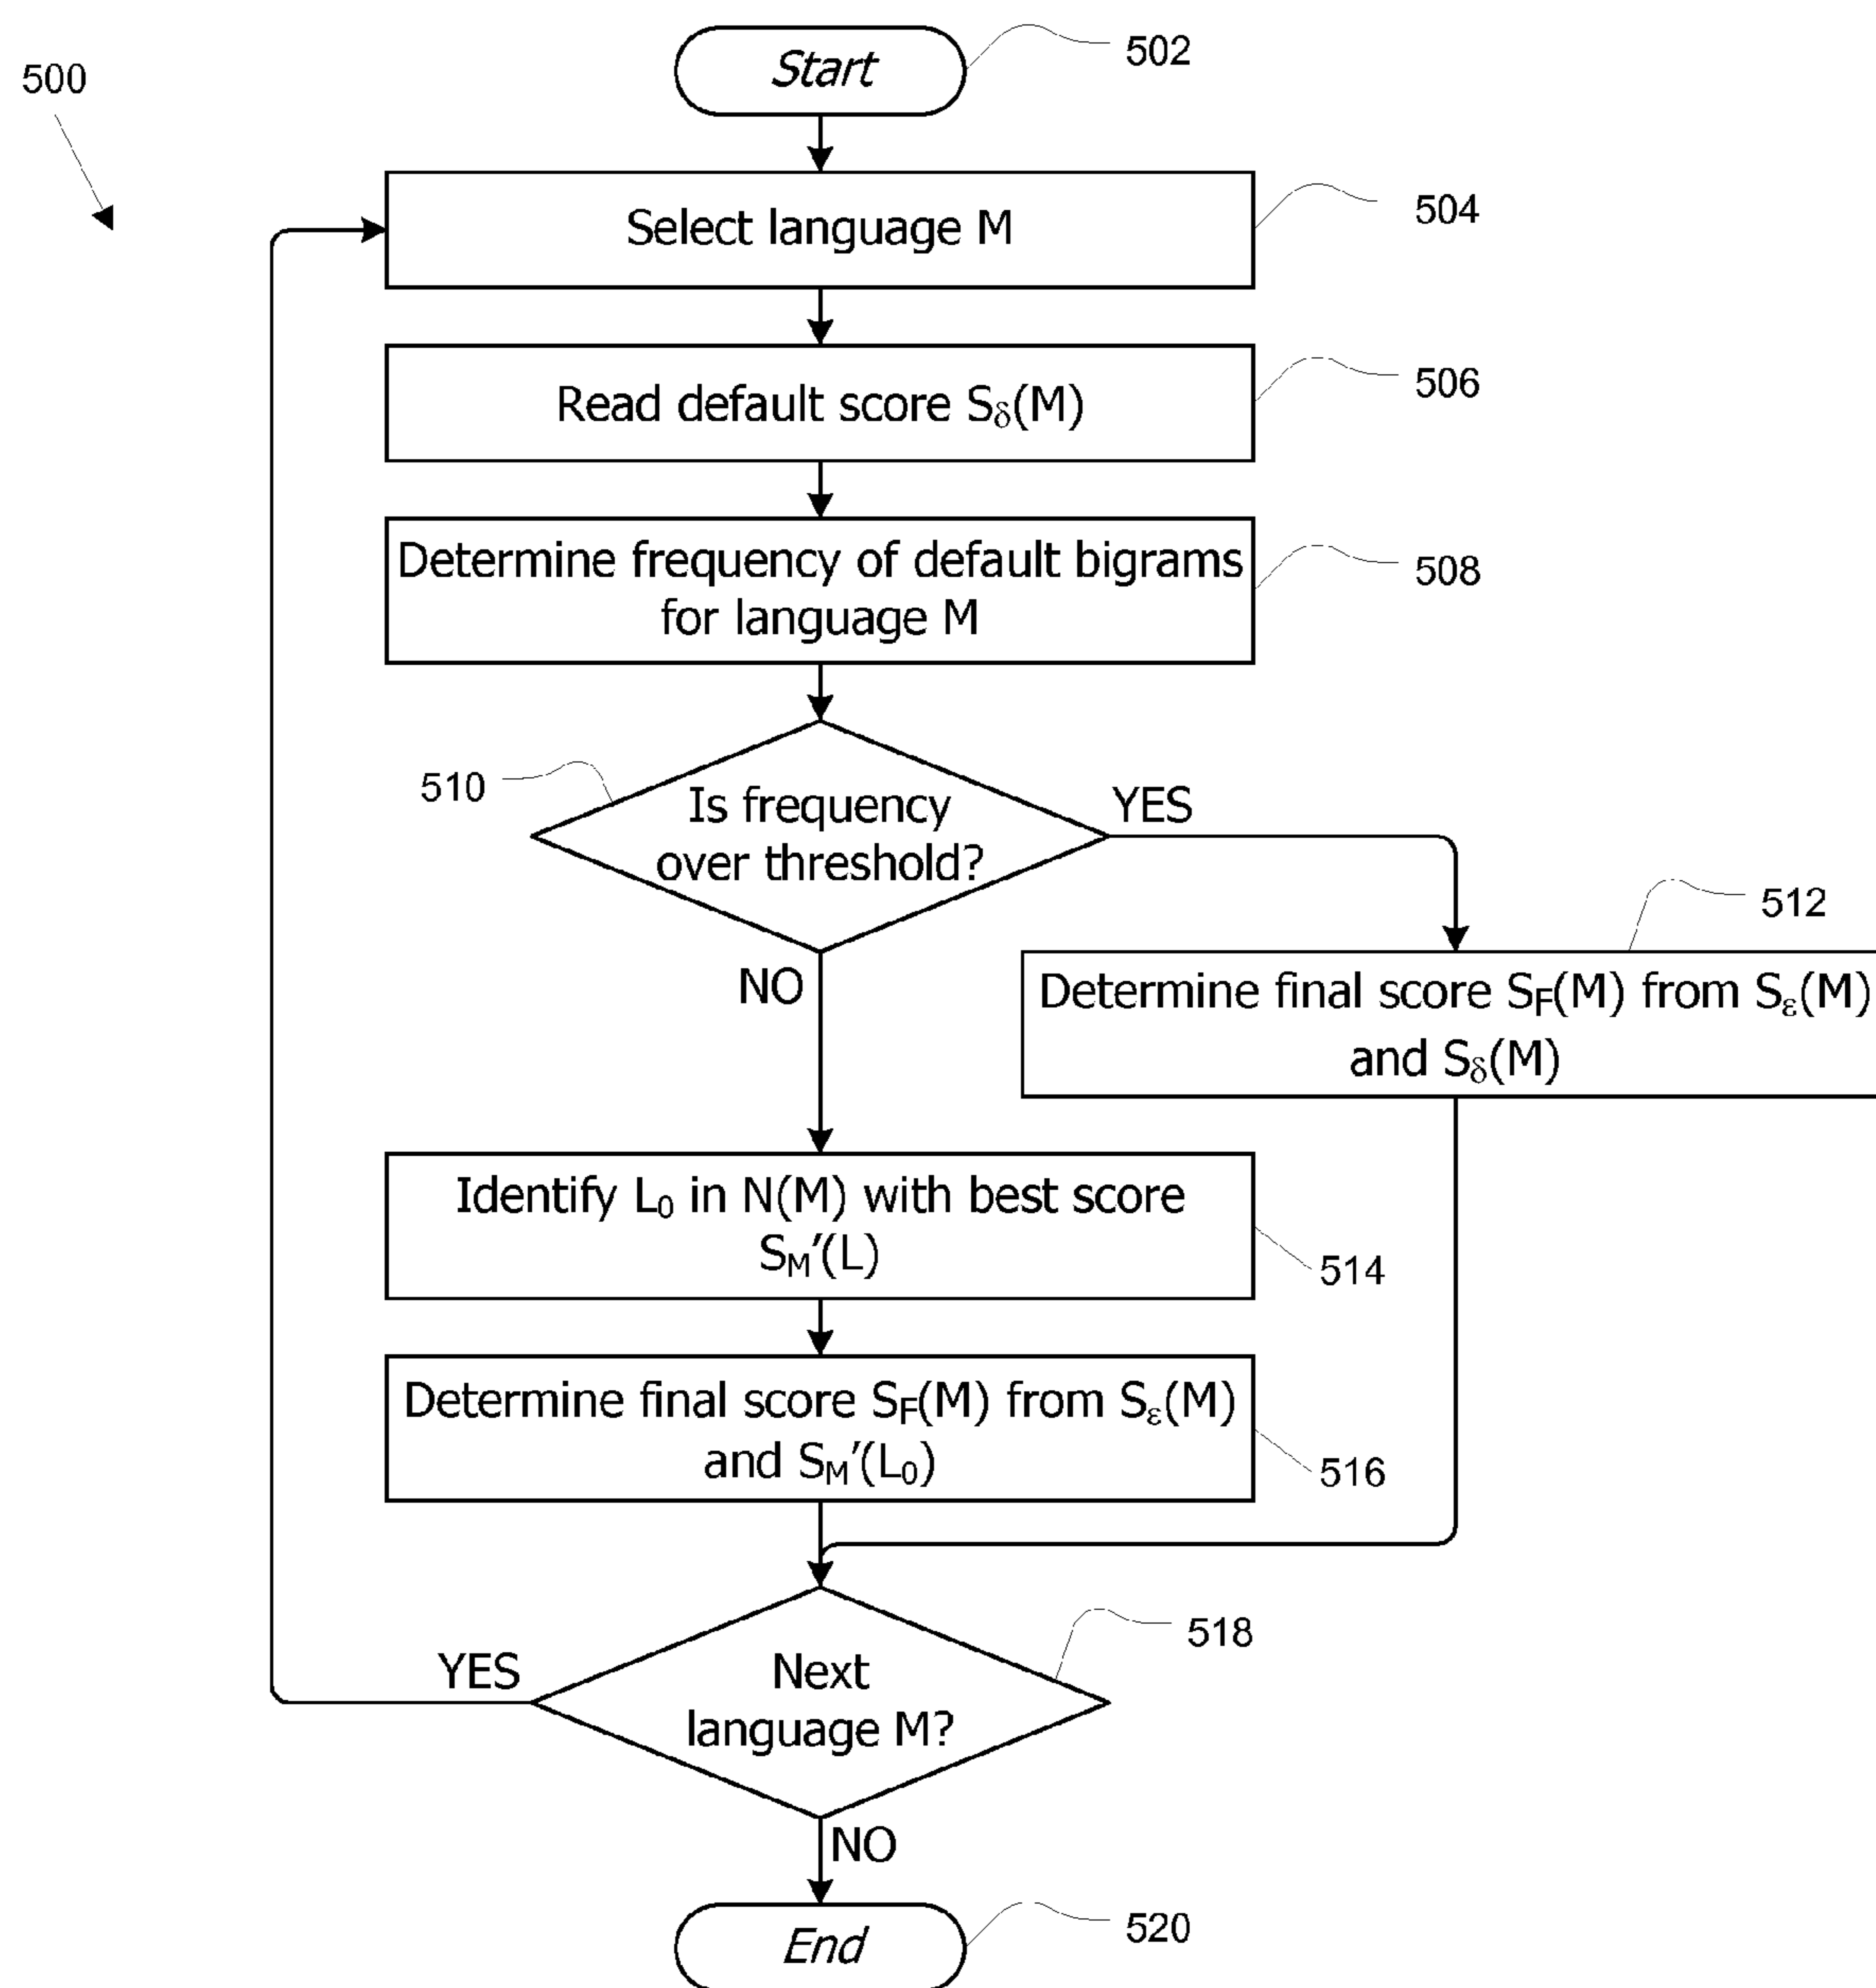 500
Start
502
Select language M
504
Read default score Sδ(M)
506
Determine frequency of default bigrams
for language M
508
510
Is frequency
over threshold?
YES
NO
512
Determine final score SF(M) from Sε(M)
and Sδ(M)
Identify L0 in N(M) with best score
SM′(L)
514
Determine final score SF(M) from Sε(M)
and SM′(L0)
516
518
YES
Next
language M?
NO
End
520